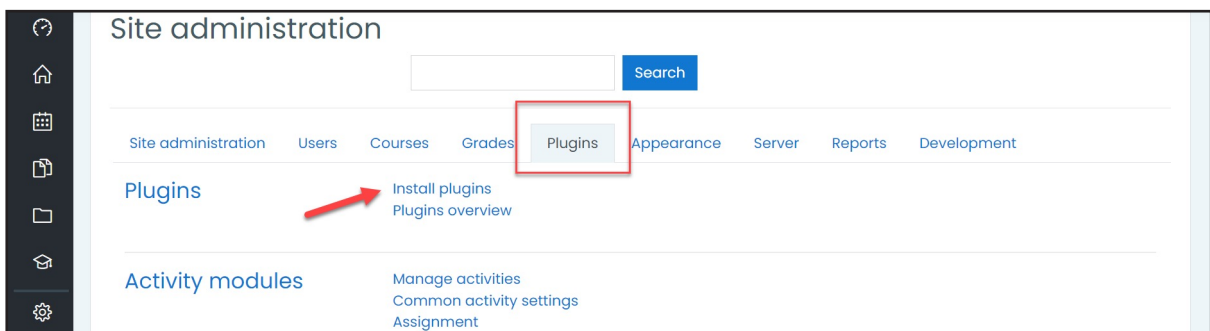 Site administration
Search
Site administration Users Courses Grades Plugins Appearance Server Reports Development
Plugins Install plugins
Plugins overview
Activity modules Manage activities
Common activity settings
Assignment